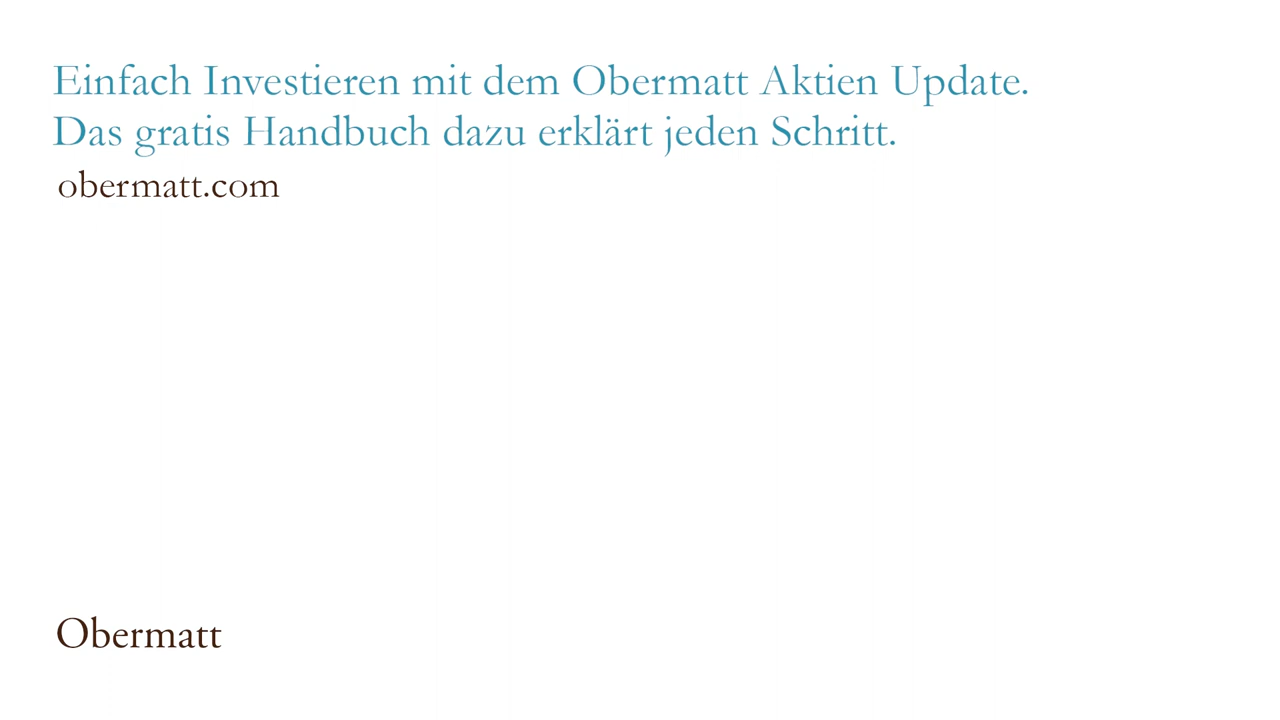 Einfach Investieren mit dem Obermatt Aktien Update.
Das gratis Handbuch dazu erklärt jeden Schritt.
obermatt.com
Obermatt